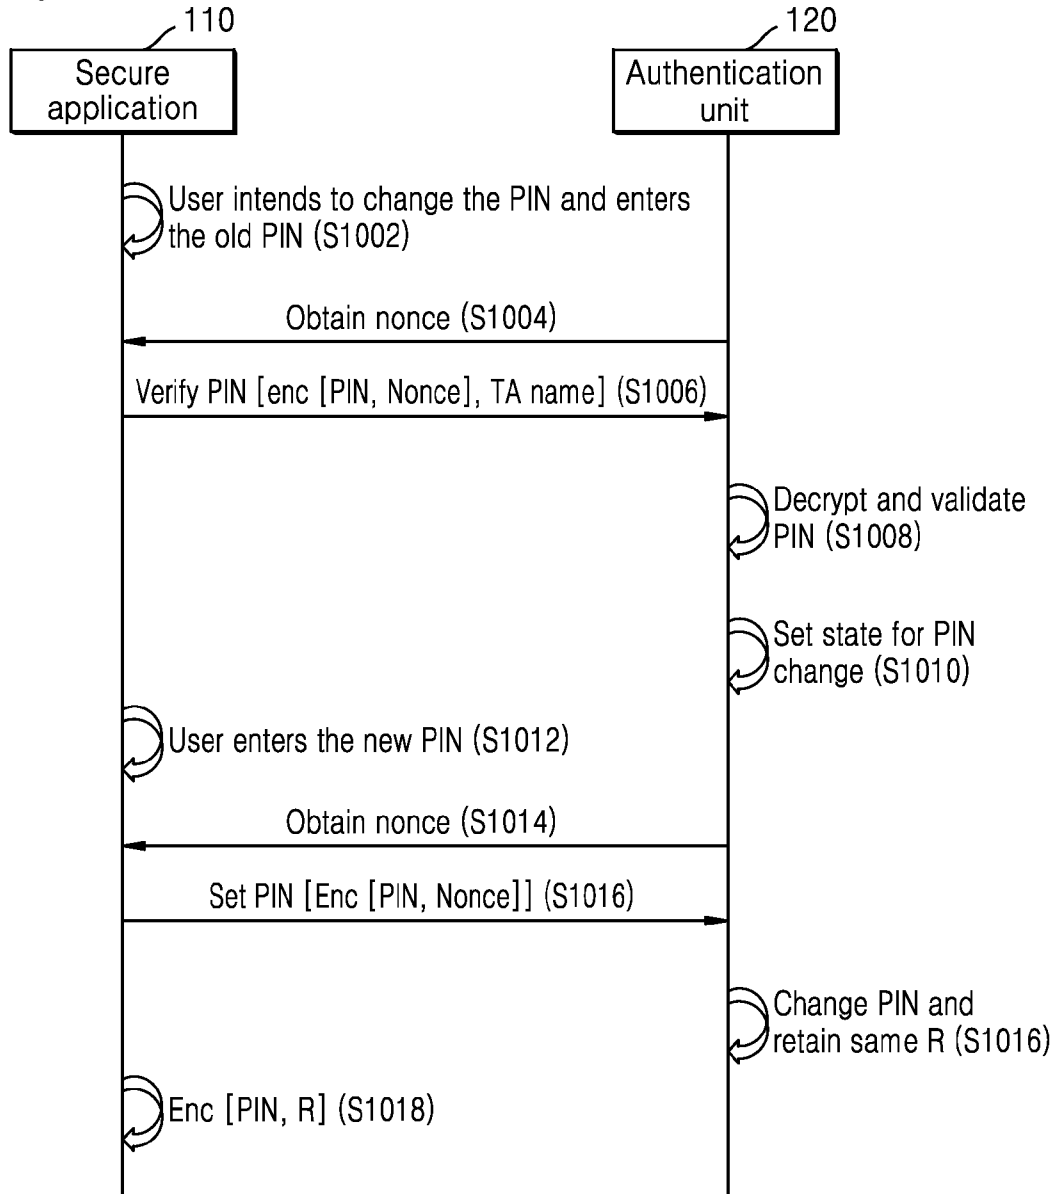 110
120
Secure
application
Authentication
unit
User intends to change the PIN and enters
the old PIN (S1002)
Obtain nonce (S1004)
Verify PIN [enc [PIN, Nonce], TA name] (S1006)
Decrypt and validate
PIN (S1008)
Set state for PIN
change (S1010)
User enters the new PIN (S1012)
Obtain nonce (S1014)
Set PIN [Enc [PIN, Nonce]] (S1016)
Change PIN and
retain same R (S1016)
Enc [PIN, R] (S1018)